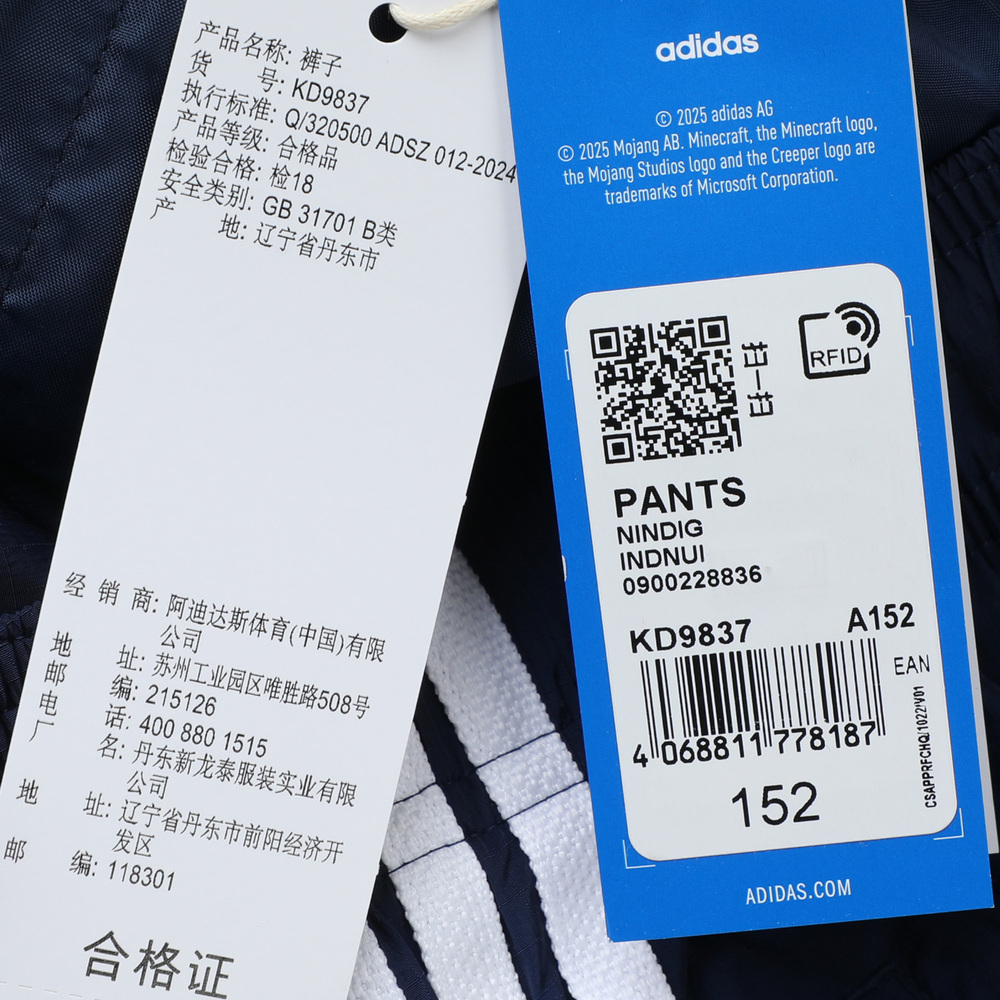 产品名称: 裤子
货 号: KD9837
执行标准: Q/320500 ADSZ 012-2024
产品等级: 合格品
检验合格: 检18
安全类别: GB 31701 B类
产 地: 辽宁省丹东市
经 销 商: 阿迪达斯体育(中国)有限
公司
地 址: 苏州工业园区唯胜路508号
邮 编: 215126
电 话: 400 880 1515
厂 名: 丹东新龙泰服装实业有限
公司
地 址: 辽宁省丹东市前阳经济开
发区
邮 编: 118301
合格证
adidas
© 2025 adidas AG
© 2025 Mojang AB. Minecraft, the Minecraft logo,
the Mojang Studios logo and the Creeper logo are
trademarks of Microsoft Corporation.
RFID
PANTS
NINDIG
INDNUI
0900228836
KD9837 A152
EAN
4 068811 778187
CSAPPRFCHQ/1022/V01
152
ADIDAS.COM